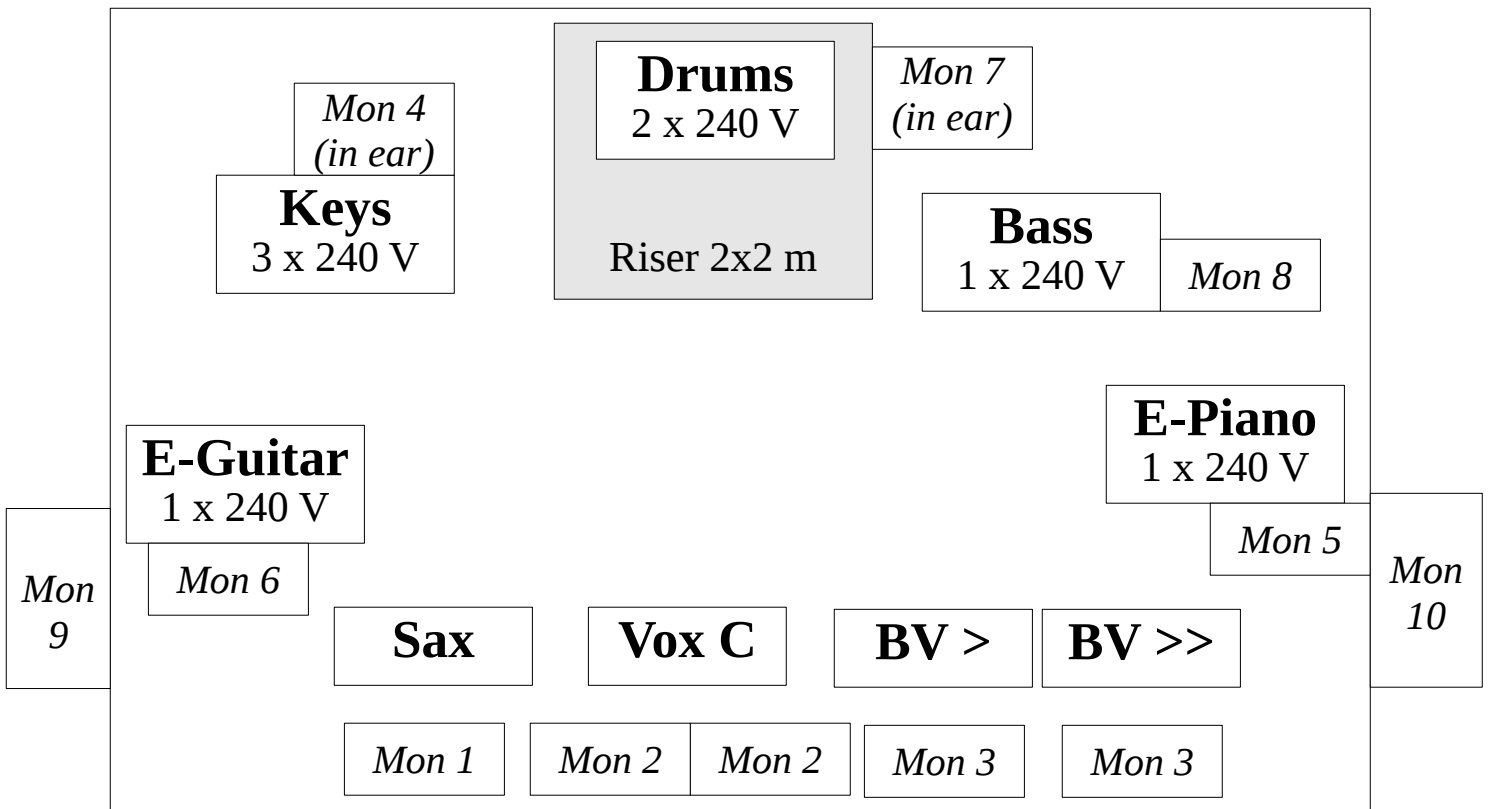 Drums
2 x 240 V
Riser 2x2 m
Mon 7
(in ear)
Mon 4
(in ear)
Keys
3 x 240 V
Bass
1 x 240 V
Mon 8
E-Guitar
1 x 240 V
Mon 6
E-Piano
1 x 240 V
Mon 5
Mon
9
Mon
10
Sax
Vox C
BV >
BV >>
Mon 1
Mon 2
Mon 2
Mon 3
Mon 3